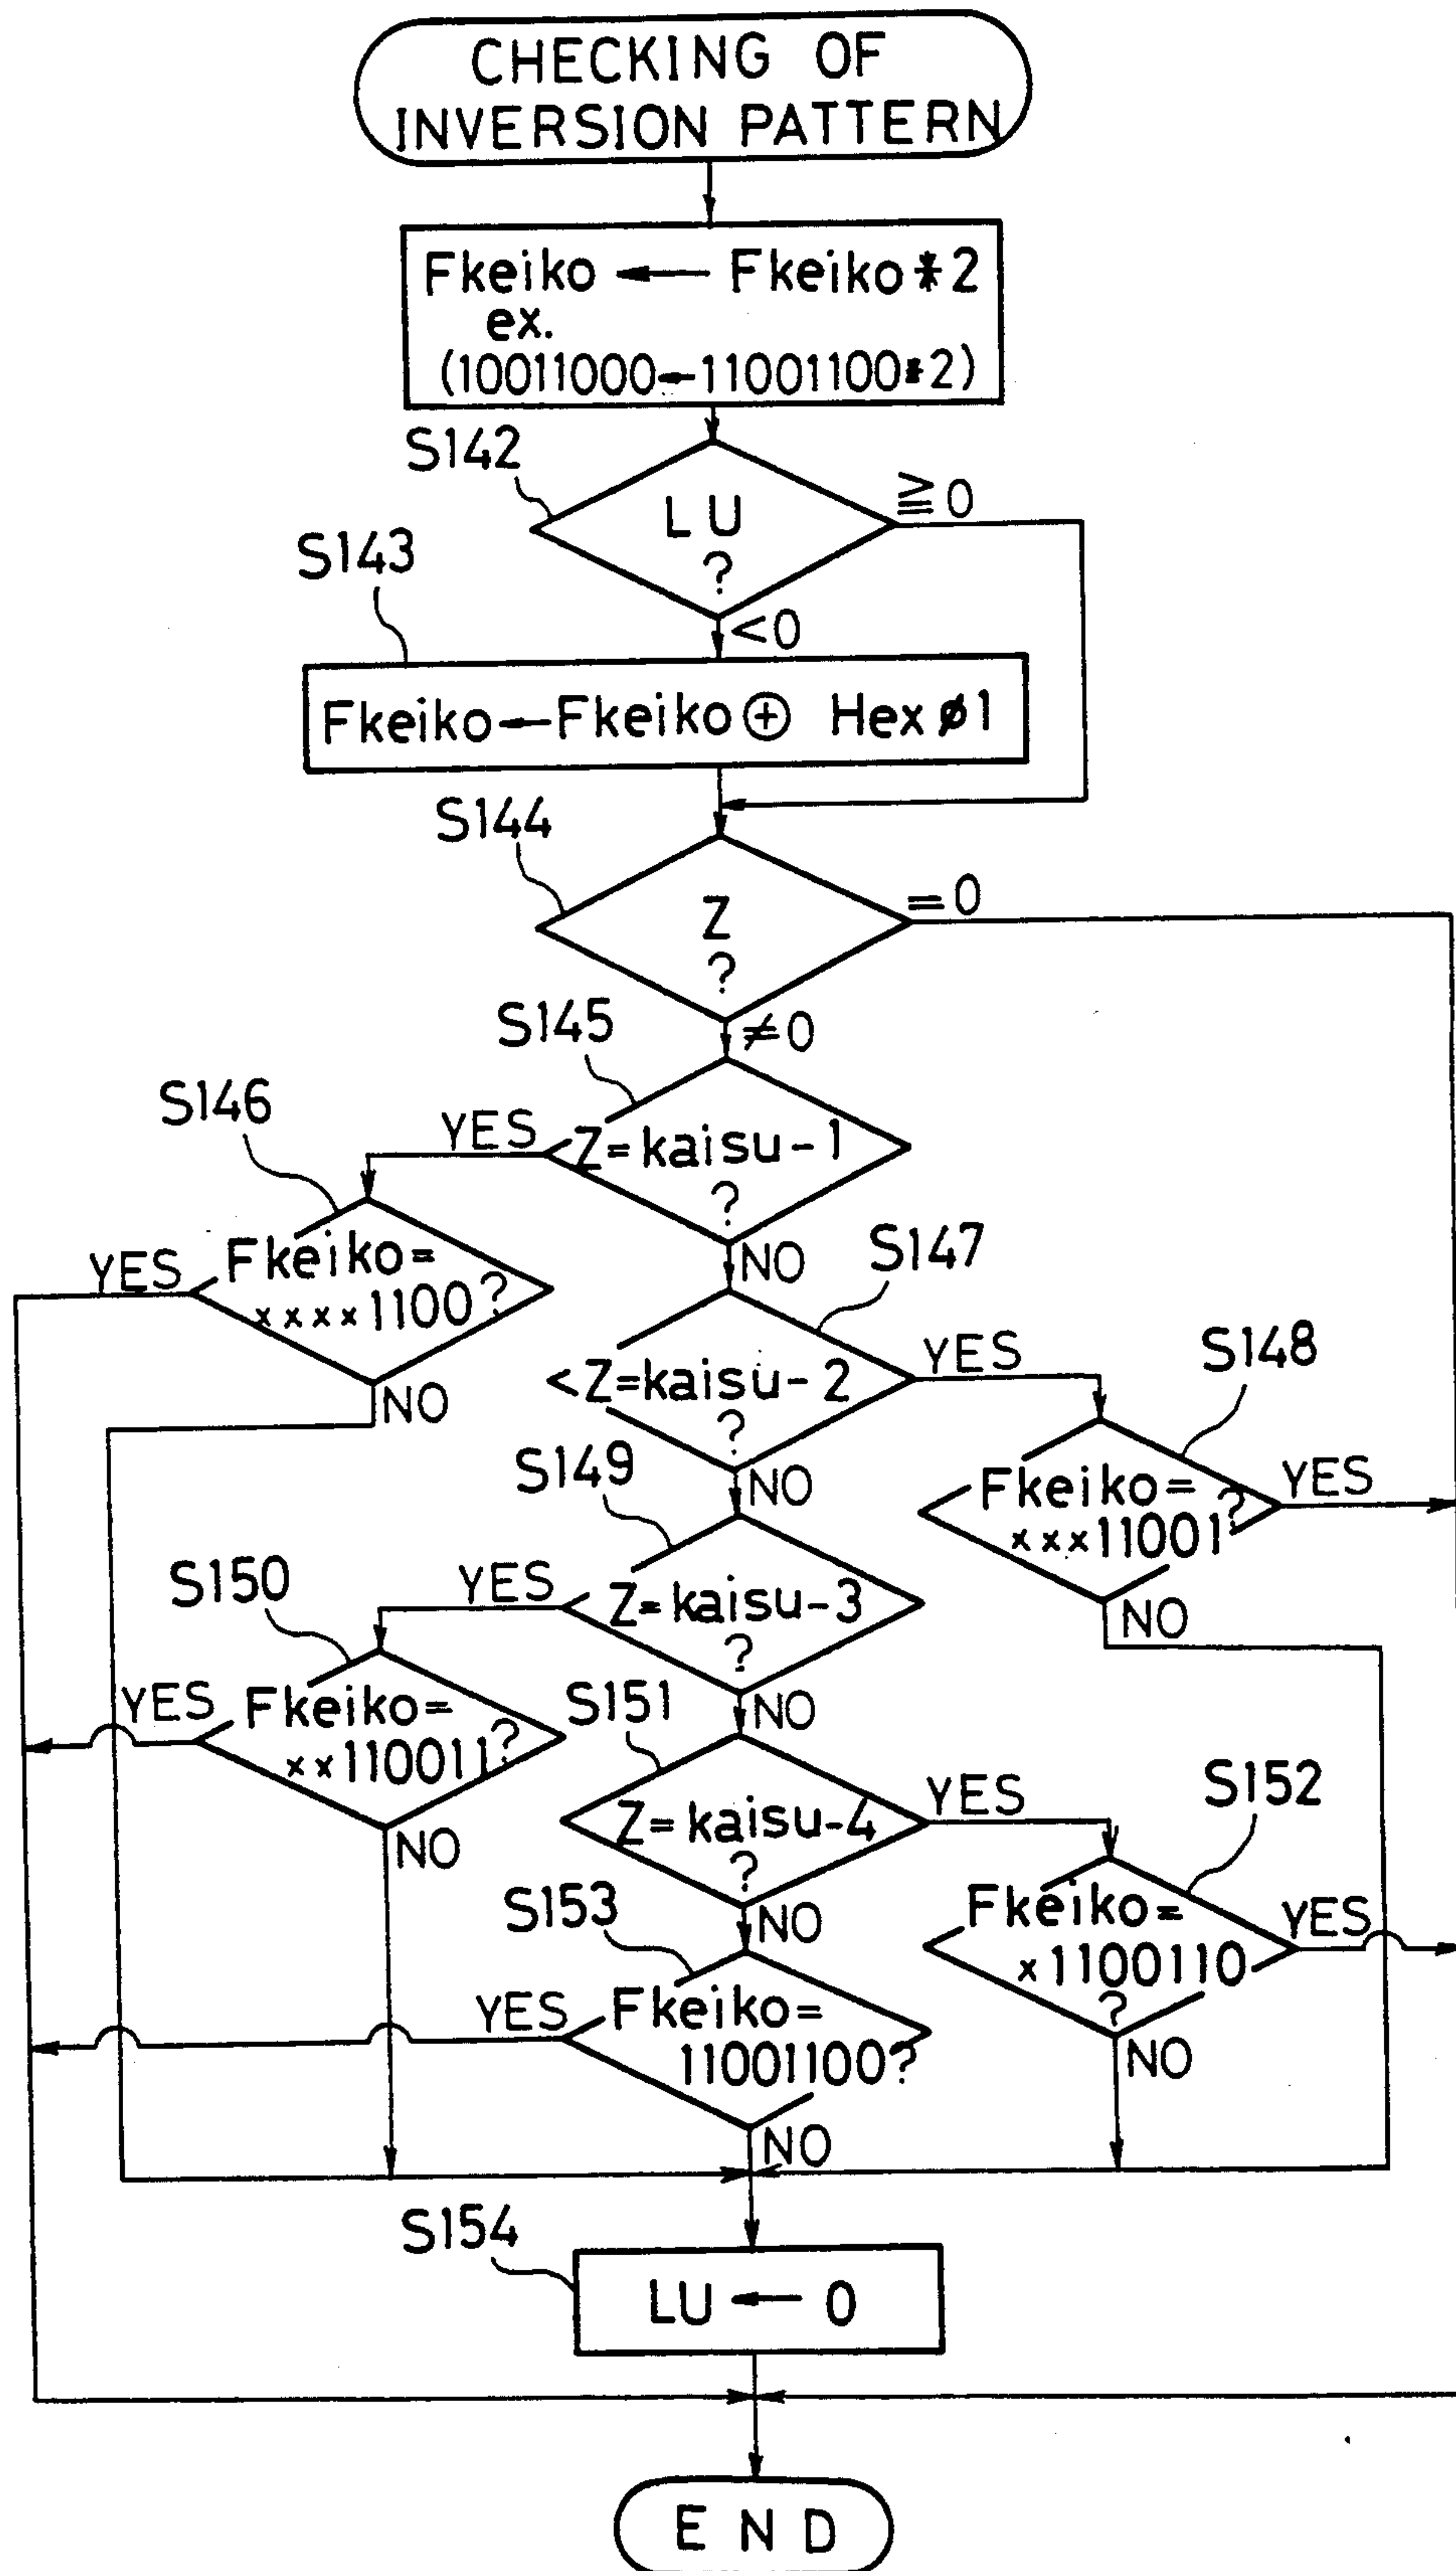 CHECKING OF
INVERSION PATTERN
Fkeiko ← Fkeiko*2
ex.
(10011000←11001100*2)
S142
LU
?
≧0
<0
S143
Fkeiko←Fkeiko⊕ Hex ø1
S144
Z
?
=0
≠0
S145
Z=kaisu-1
?
YES
NO
S146
Fkeiko=
××××1100?
YES
NO
S147
<Z=kaisu-2
?
YES
NO
S148
Fkeiko=
×××11001?
YES
NO
S149
Z=kaisu-3
?
YES
NO
S150
Fkeiko=
××110011?
YES
NO
S151
Z=kaisu-4
?
YES
NO
S152
Fkeiko=
×1100110
?
YES
NO
S153
Fkeiko=
11001100?
YES
NO
S154
LU ← 0
END